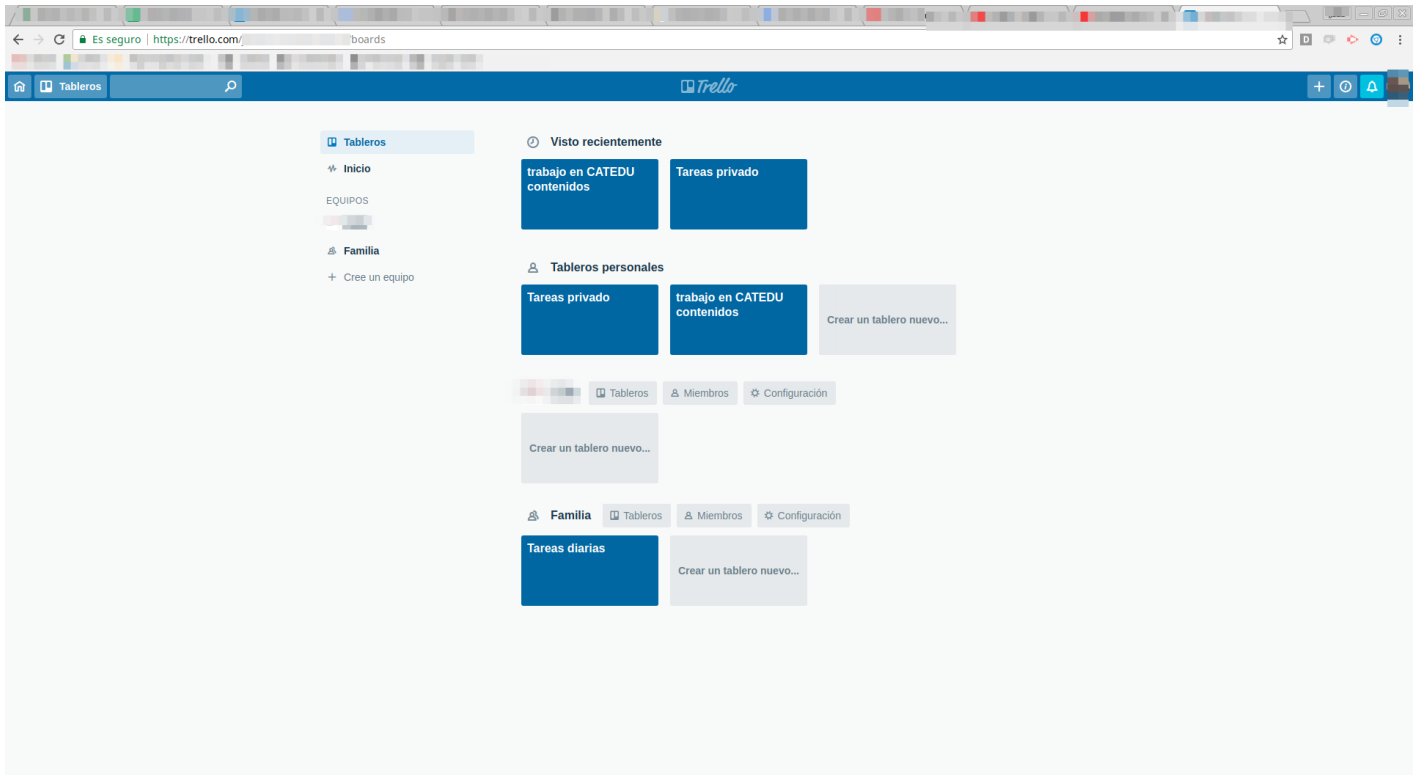 Es seguro | https://trello.com/j boards
D
Tableros
Trello
Tableros
Inicio
EQUIPOS
Familia
+ Cree un equipo
Visto recientemente
trabajo en CATEDU contenidos
Tareas privado
Tableros personales
Tareas privado
trabajo en CATEDU contenidos
Crear un tablero nuevo...
Tableros
Miembros
Configuración
Crear un tablero nuevo...
Familia
Tableros
Miembros
Configuración
Tareas diarias
Crear un tablero nuevo...